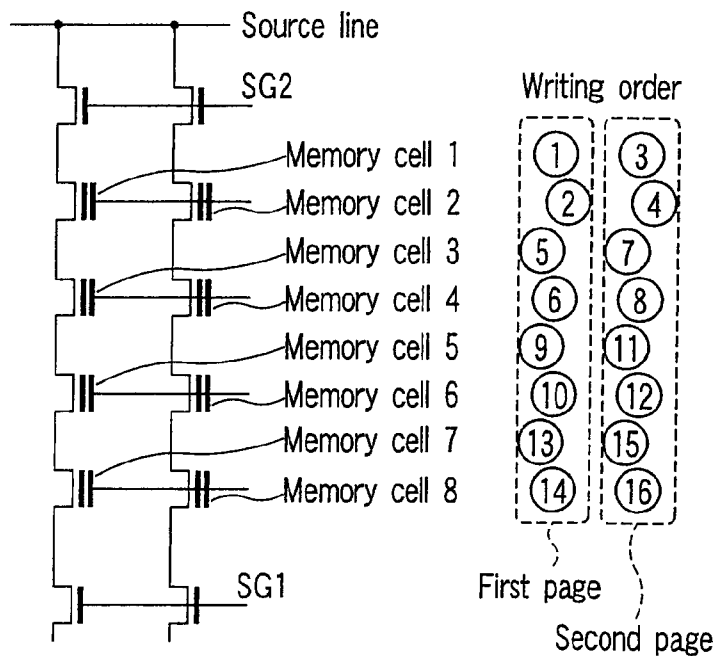 Source line
SG2
Writing order
Memory cell 1 ① ③
Memory cell 2 ② ④
Memory cell 3 ⑤ ⑦
Memory cell 4 ⑥ ⑧
Memory cell 5 ⑨ ⑪
Memory cell 6 ⑩ ⑫
Memory cell 7 ⑬ ⑮
Memory cell 8 ⑭ ⑯
SG1
First page
Second page